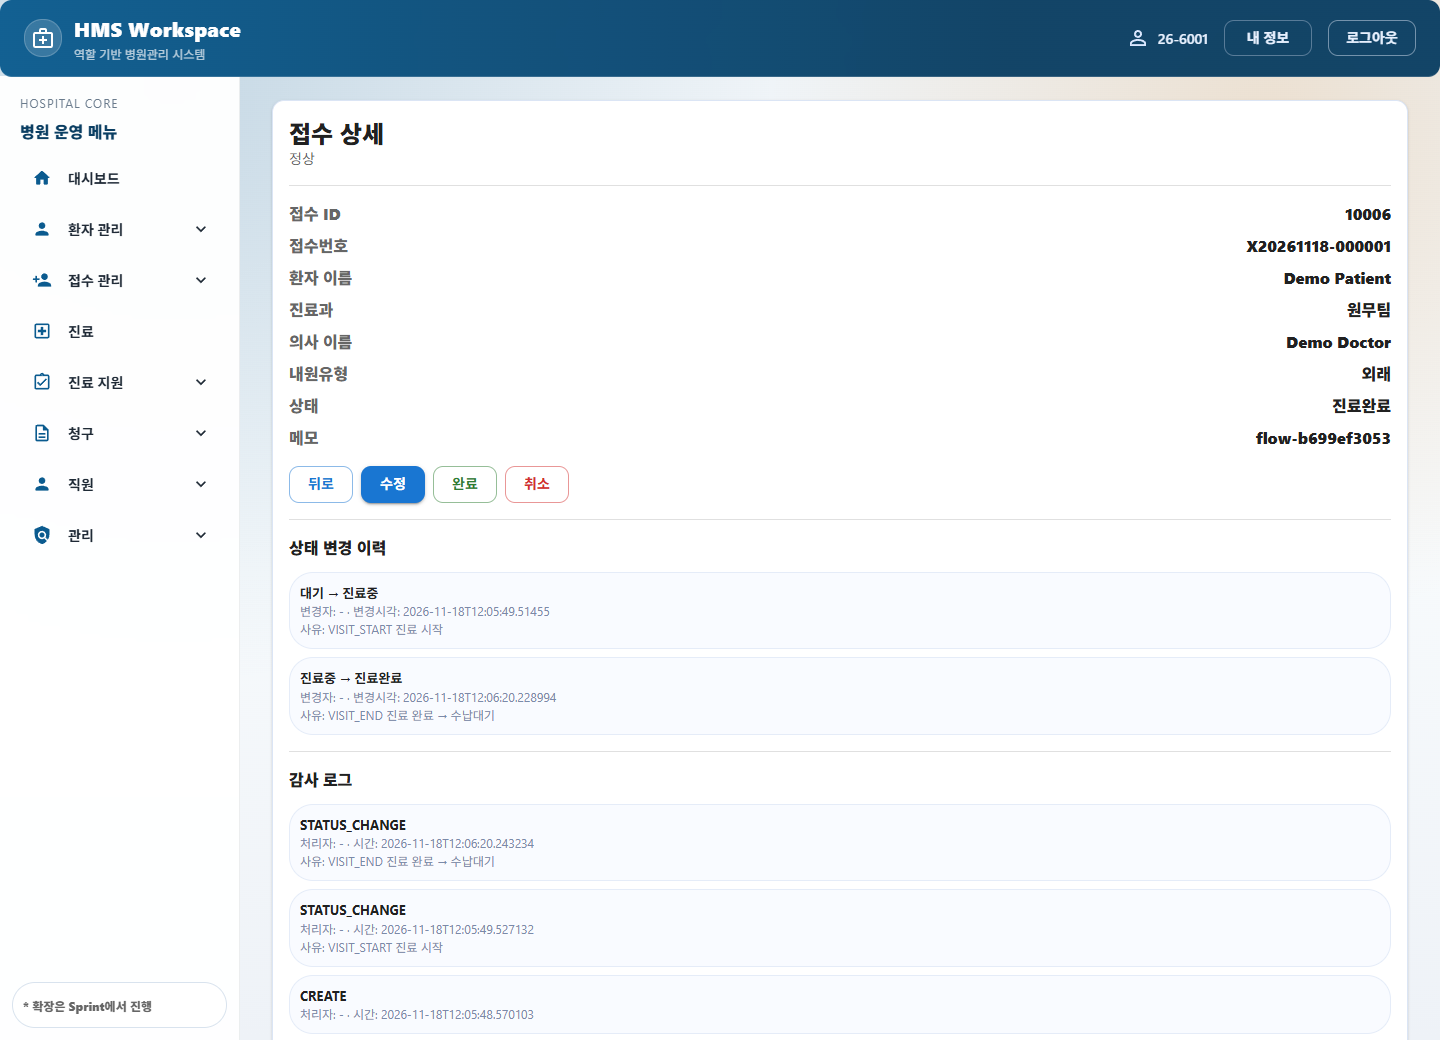 HMS Workspace
역할 기반 병원관리 시스템
26-6001
내 정보
로그아웃
HOSPITAL CORE
병원 운영 메뉴
대시보드
환자 관리
접수 관리
진료
진료 지원
청구
직원
관리
* 확장은 Sprint에서 진행
접수 상세
정상
접수 ID
10006
접수번호
X20261118-000001
환자 이름
Demo Patient
진료과
원무팀
의사 이름
Demo Doctor
내원유형
외래
상태
진료완료
메모
flow-b699ef3053
뒤로
수정
완료
취소
상태 변경 이력
대기 → 진료중
변경자: - · 변경시각: 2026-11-18T12:05:49.51455
사유: VISIT_START 진료 시작
진료중 → 진료완료
변경자: - · 변경시각: 2026-11-18T12:06:20.228994
사유: VISIT_END 진료 완료 → 수납대기
감사 로그
STATUS_CHANGE
처리자: - · 시간: 2026-11-18T12:06:20.243234
사유: VISIT_END 진료 완료 → 수납대기
STATUS_CHANGE
처리자: - · 시간: 2026-11-18T12:05:49.527132
사유: VISIT_START 진료 시작
CREATE
처리자: - · 시간: 2026-11-18T12:05:48.570103